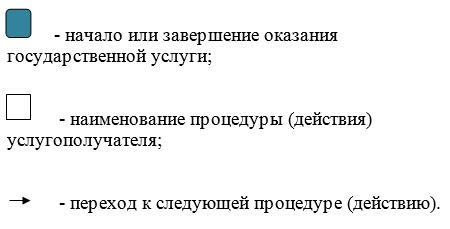 - начало или завершение оказания
государственной услуги;
- наименование процедуры (действия)
услугополучателя;
- переход к следующей процедуре (действию).